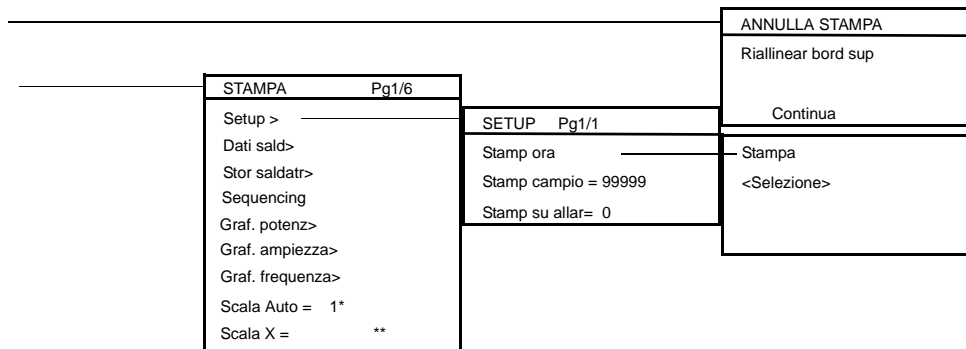 ANNULLA STAMPA
Riallinear bord sup
Continua
STAMPA Pg1/6
Setup >
Dati sald>
Stor saldatr>
Sequencing
Graf. potenz>
Graf. ampiezza>
Graf. frequenza>
Scala Auto = 1*
Scala X = **
SETUP Pg1/1
Stamp ora
Stamp campio = 99999
Stamp su allar= 0
Stampa
<Selezione>